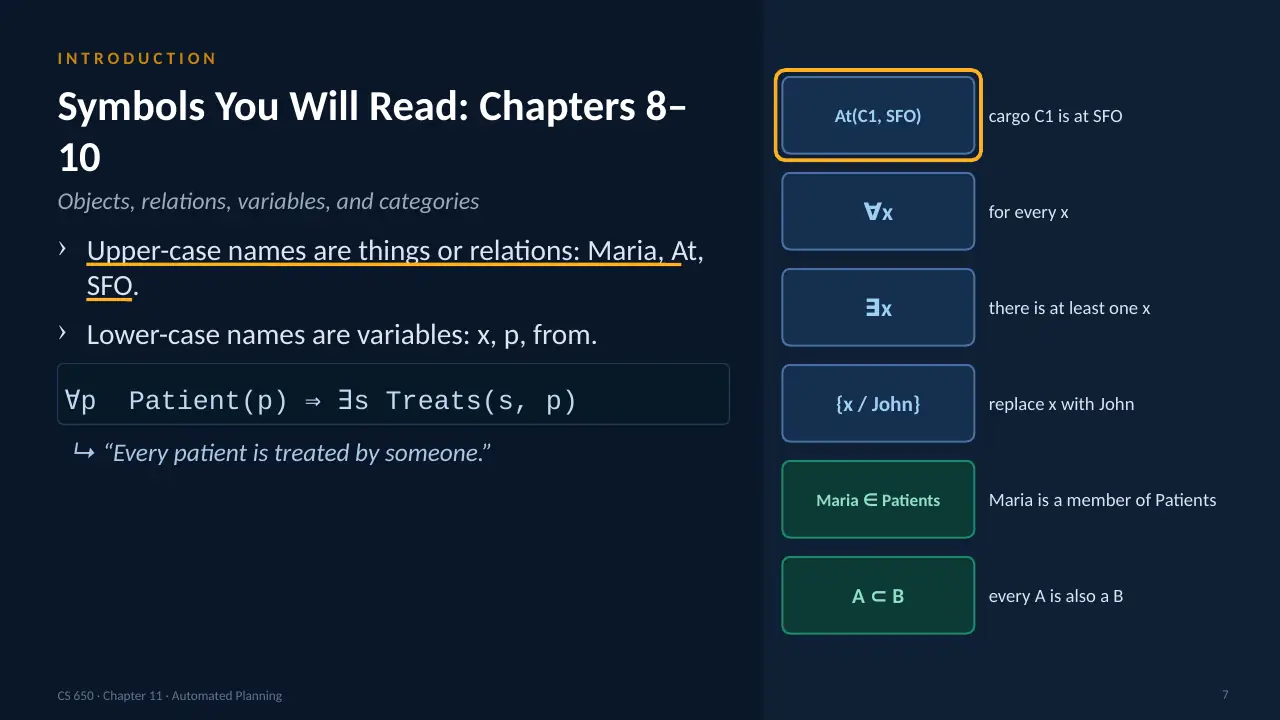 INTRODUCTION
Symbols You Will Read: Chapters 8–
10
Objects, relations, variables, and categories
› Upper-case names are things or relations: Maria, At,
SFO.
› Lower-case names are variables: x, p, from.
∀p  Patient(p) ⇒ ∃s Treats(s, p)
↪ “Every patient is treated by someone.”
At(C1, SFO) cargo C1 is at SFO
∀x for every x
∃x there is at least one x
{x / John} replace x with John
Maria ∈ Patients Maria is a member of Patients
A ⊂ B every A is also a B
CS 650 · Chapter 11 · Automated Planning
7